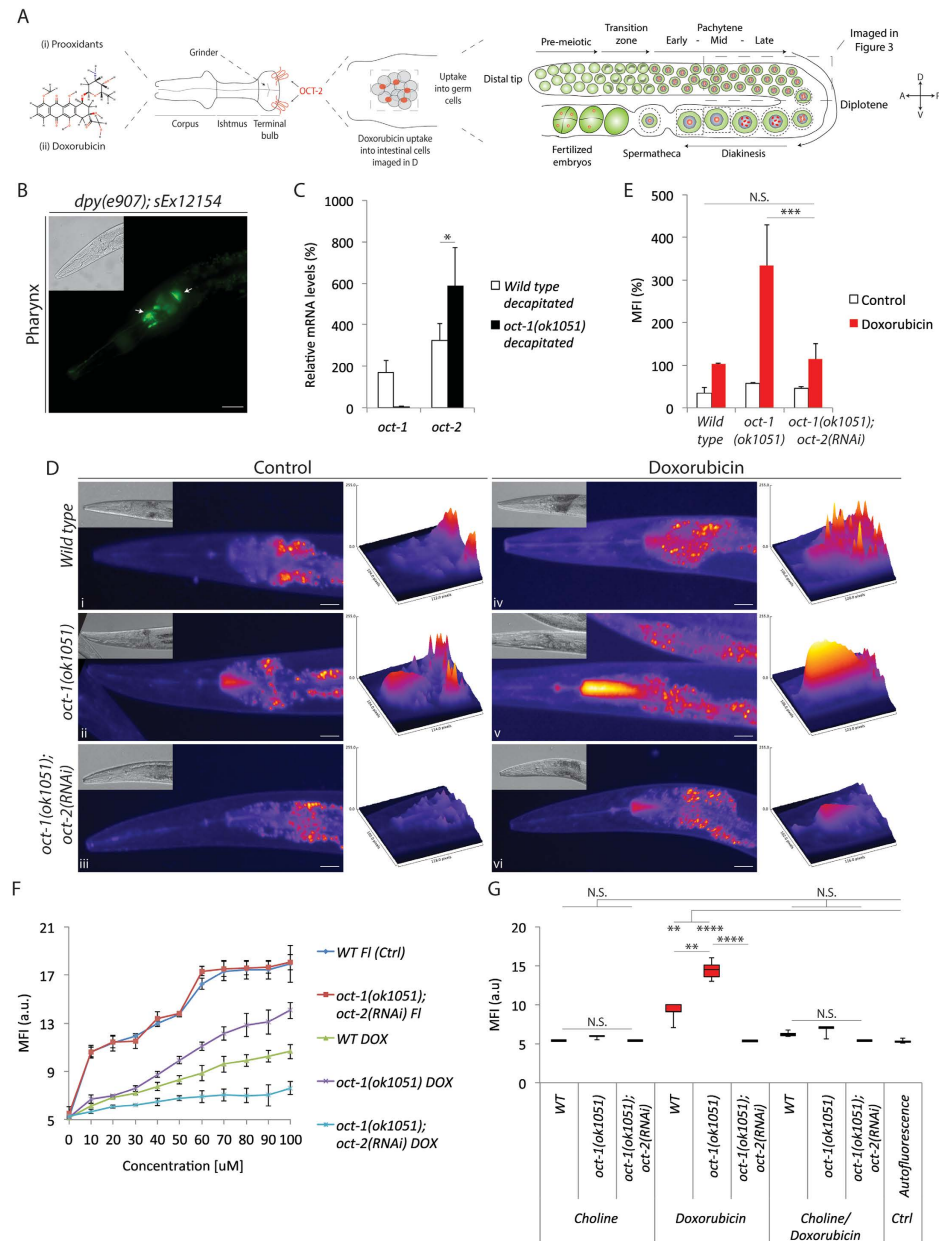 A
(i) Prooxidants
(ii) Doxorubicin
Grinder
OCT-2
Corpus
Ishtmus
Terminal
bulb
Uptake
into germ
cells
Doxorubicin uptake
into intestinal cells
imaged in D
Pre-meiotic
Transition
zone
Pachytene
Early - Mid - Late
Imaged in
Figure 3
Distal tip
Diplotene
D
A
P
V
Fertilized
embryos
Spermatheca
Diakinesis
B
dpy(e907); sEx12154
Pharynx
C
Relative mRNA levels (%)
1000
800
600
400
200
0
*
oct-1
oct-2
Wild type
decapitated
oct-1(ok1051)
decapitated
E
MFI (%)
500
400
300
200
100
0
N.S.
***
Control
Doxorubicin
Wild
type
oct-1
(ok1051)
oct-1(ok1051);
oct-2(RNAi)
D
Control
Doxorubicin
Wild type
i
iv
oct-1(ok1051)
ii
v
oct-1(ok1051);
oct-2(RNAi)
iii
vi
F
MFI (a.u.)
21
17
13
9
5
0 10 20 30 40 50 60 70 80 90 100
Concentration [uM]
WT Fl (Ctrl)
oct-1(ok1051);
oct-2(RNAi) Fl
WT DOX
oct-1(ok1051) DOX
oct-1(ok1051);
oct-2(RNAi) DOX
G
MFI (a.u)
20
15
10
5
0
N.S.
N.S.
**
****
**
****
N.S.
N.S.
WT
oct-1(ok1051)
oct-1(ok1051);
oct-2(RNAi)
WT
oct-1(ok1051)
oct-1(ok1051);
oct-2(RNAi)
WT
oct-1(ok1051)
oct-1(ok1051);
oct-2(RNAi)
Autofluorescence
Choline
Doxorubicin
Choline/
Doxorubicin
Ctrl